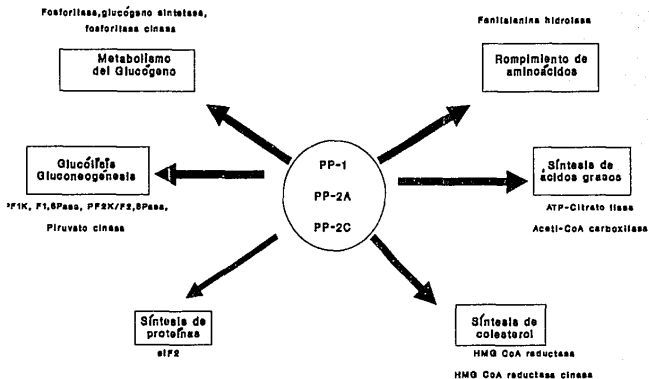 Fosforilasa,glucógeno sintetasa,
fosforilasa cinasa
Metabolismo
del Glucógeno
Fenilalanina hidrolasa
Rompimiento de
aminoácidos
PP-1
PP-2A
PP-2C
Glucólisis
Gluconeogénesis
PF1K, F1,6Pasa, PF2K/F2,6Pasa,
Piruvato cinasa
Síntesis de
ácidos grasos
ATP-Citrato liasa
Acetil-CoA carboxilasa
Síntesis de
proteínas
eIF2
Síntesis de
colesterol
HMG CoA reductasa
HMG CoA reductasa cinasa